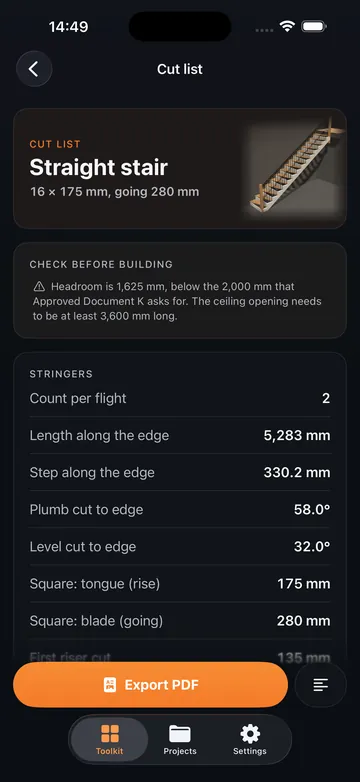 14:49
Cut list
CUT LIST
Straight stair
16 × 175 mm, going 280 mm
CHECK BEFORE BUILDING
Headroom is 1,625 mm, below the 2,000 mm that
Approved Document K asks for. The ceiling opening needs
to be at least 3,600 mm long.
STRINGERS
Count per flight 2
Length along the edge 5,283 mm
Step along the edge 330.2 mm
Plumb cut to edge 58.0°
Level cut to edge 32.0°
Square: tongue (rise) 175 mm
Square: blade (going) 280 mm
First riser cut 135 mm
Export PDF
Toolkit Projects Settings